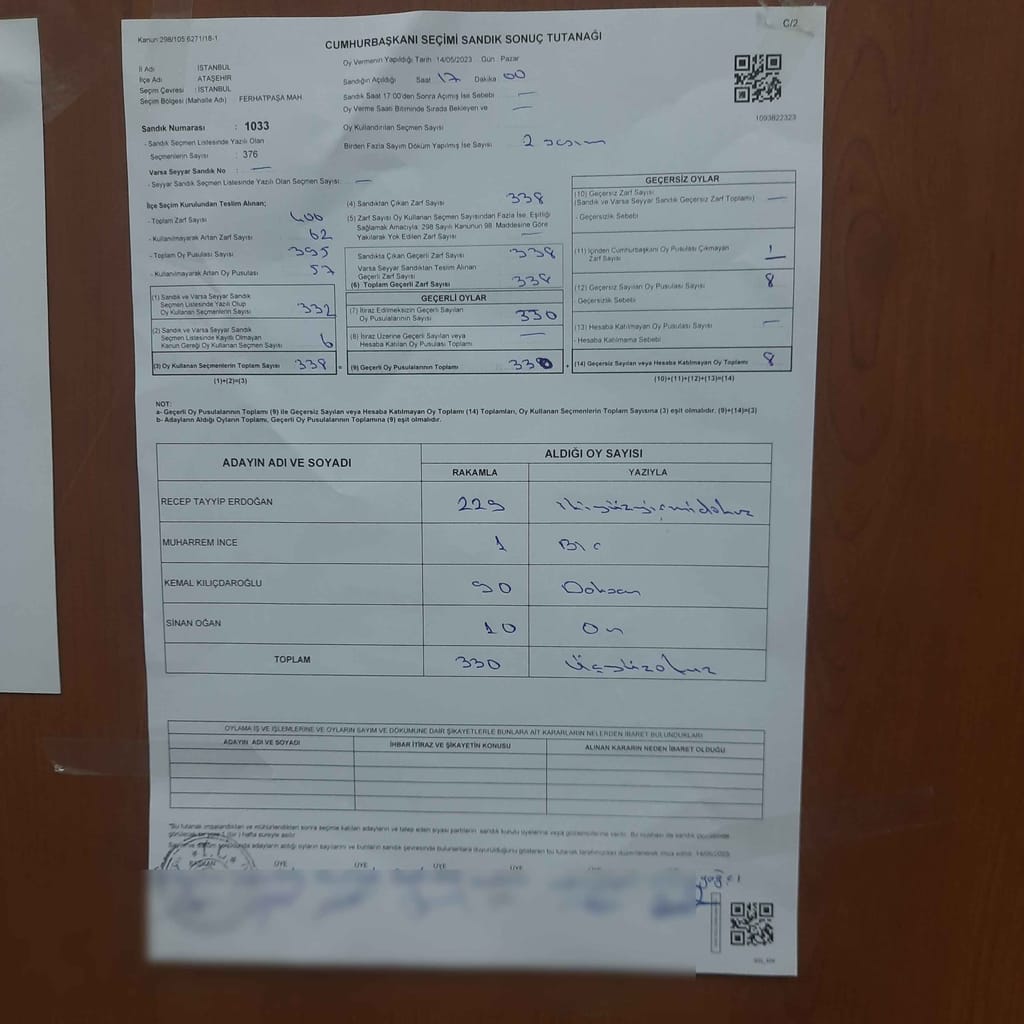 C/2
Kanun 298/105 6271/18-1
CUMHURBAŞKANI SEÇİMİ SANDIK SONUÇ TUTANAĞI
İl Adı : İSTANBUL
İlçe Adı : ATAŞEHİR
Seçim Çevresi : İSTANBUL
Seçim Bölgesi (Mahalle Adı) FERHATPAŞA MAH
Sandık Numarası : 1033
- Sandık Seçmen Listesinde Yazılı Olan
Seçmenlerin Sayısı : 376
Varsa Seyyar Sandık No : —
- Seyyar Sandık Seçmen Listesinde Yazılı Olan Seçmen Sayısı: —
Oy Vermenin Yapıldığı Tarih 14/05/2023 Gün : Pazar
Sandığın Açıldığı Saat 17 Dakika 00
Sandık Saat 17:00'den Sonra Açımış İse Sebebi —
Oy Verme Saati Bitiminde Sırada Bekleyen ve —
Oy Kullandırılan Seçmen Sayısı
Birden Fazla Sayım Döküm Yapılmış İse Sayısı 2 sayım
1093822323
İlçe Seçim Kurulundan Teslim Alınan;
- Toplam Zarf Sayısı 400
- Kullanılmayarak Artan Zarf Sayısı 62
- Toplam Oy Pusulası Sayısı 395
- Kullanılmayarak Artan Oy Pusulası 57
(1) Sandık ve Varsa Seyyar Sandık
Seçmen Listesinde Yazılı Olup
Oy Kullanan Seçmenlerin Sayısı 332
(2) Sandık ve Varsa Seyyar Sandık
Seçmen Listesinde Kayıtlı Olmayan
Kanun Gereği Oy Kullanan Seçmen Sayısı 6
(3) Oy Kullanan Seçmenlerin Toplam Sayısı 338 =
(1)+(2)=(3)
(4) Sandıktan Çıkan Zarf Sayısı 338
(5) Zarf Sayısı Oy Kullanan Seçmen Sayısından Fazla İse, Eşitliği
Sağlamak Amacıyla, 298 Sayılı Kanunun 98. Maddesine Göre
Yakılarak Yok Edilen Zarf Sayısı —
Sandıkta Çıkan Geçerli Zarf Sayısı 338
Varsa Seyyar Sandıktan Teslim Alınan
Geçerli Zarf Sayısı
(6) Toplam Geçerli Zarf Sayısı 338
GEÇERLİ OYLAR
(7) İtiraz Edilmeksizin Geçerli Sayılan
Oy Pusulalarının Sayısı 330
(8) İtiraz Üzerine Geçerli Sayılan veya
Hesaba Katılan Oy Pusulası Toplamı —
(9) Geçerli Oy Pusulalarının Toplamı 330 +
GEÇERSİZ OYLAR
(10) Geçersiz Zarf Sayısı
(Sandık ve Varsa Seyyar Sandık Geçersiz Zarf Toplamı) —
- Geçersizlik Sebebi
(11) İçinden Cumhurbaşkanı Oy Pusulası Çıkmayan
Zarf Sayısı 1
(12) Geçersiz Sayılan Oy Pusulası Sayısı 8
- Geçersizlik Sebebi
(13) Hesaba Katılmayan Oy Pusulası Sayısı —
- Hesaba Katılmama Sebebi
(14) Geçersiz Sayılan veya Hesaba Katılmayan Oy Toplamı 8
(10)+(11)+(12)+(13)=(14)
NOT:
a- Geçerli Oy Pusulalarının Toplamı (9) ile Geçersiz Sayılan veya Hesaba Katılmayan Oy Toplamı (14) Toplamları, Oy Kullanan Seçmenlerin Toplam Sayısına (3) eşit olmalıdır. (9)+(14)=(3)
b- Adayların Aldığı Oyların Toplamı, Geçerli Oy Pusulalarının Toplamına (9) eşit olmalıdır.
ADAYIN ADI VE SOYADI ALDIĞI OY SAYISI
RAKAMLA YAZIYLA
RECEP TAYYİP ERDOĞAN 229 ikiyüzyirmidokuz
MUHARREM İNCE 1 Bir
KEMAL KILIÇDAROĞLU 90 Doksan
SİNAN OĞAN 10 On
TOPLAM 330 Üçyüzotuz
OYLAMA İŞ VE İŞLEMLERİNE VE OYLARIN SAYIM VE DÖKÜMÜNE DAİR ŞİKAYETLERLE BUNLARA AİT KARARLARIN NELERDEN İBARET BULUNDUKLARI
ADAYIN ADI VE SOYADI İHBAR İTİRAZ VE ŞİKAYETİN KONUSU ALINAN KARARIN NEDEN İBARET OLDUĞU
T.C.
BAŞKAN ÜYE ÜYE ÜYE ÜYE ÜYE